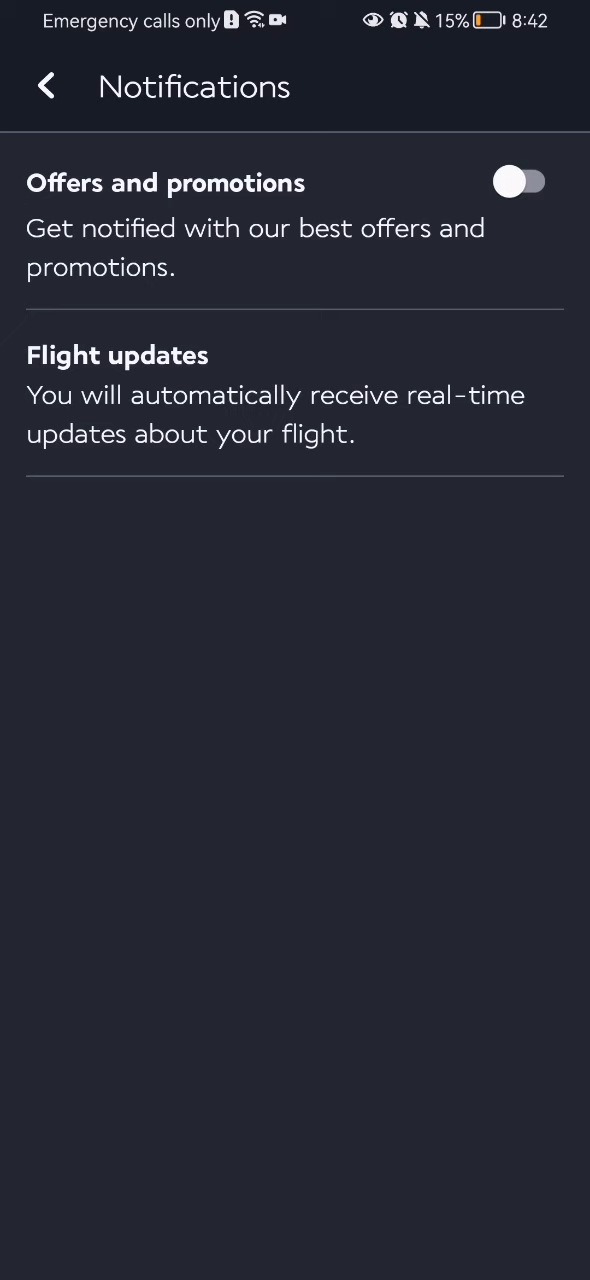 Emergency calls only 15% 8:42
Notifications
Offers and promotions
Get notified with our best offers and
promotions.
Flight updates
You will automatically receive real-time
updates about your flight.